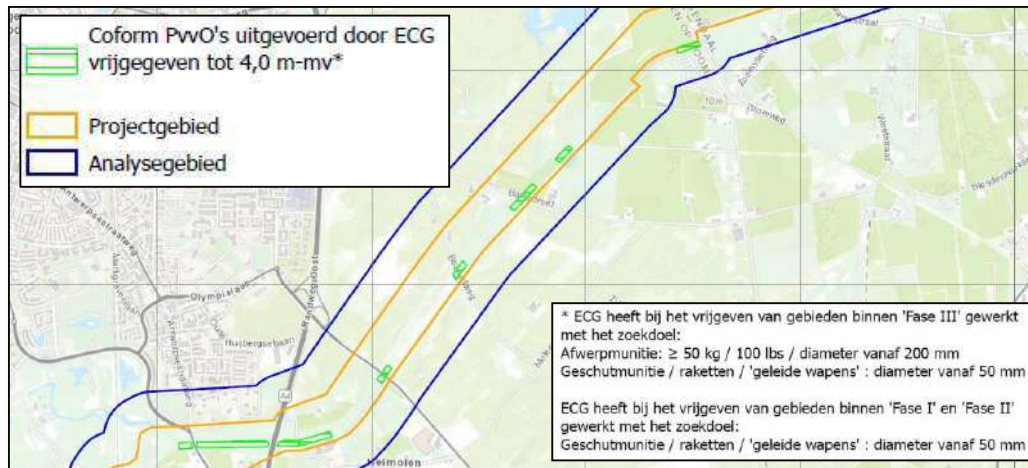 Coform PvvO's uitgevoerd door ECG
vrijgegeven tot 4,0 m-mv*
Projectgebied
Analysegebied
Olympialaan
Huijbergsebaan
Randweg Oost
Heimolen
* ECG heeft bij het vrijgeven van gebieden binnen 'Fase III' gewerkt
met het zoekdoel:
Afwerpmunitie: ≥ 50 kg / 100 lbs / diameter vanaf 200 mm
Geschutmunitie / raketten / 'geleide wapens' : diameter vanaf 50 mm
ECG heeft bij het vrijgeven van gebieden binnen 'Fase I' en 'Fase II'
gewerkt met het zoekdoel:
Geschutmunitie / raketten / 'geleide wapens' : diameter vanaf 50 mm